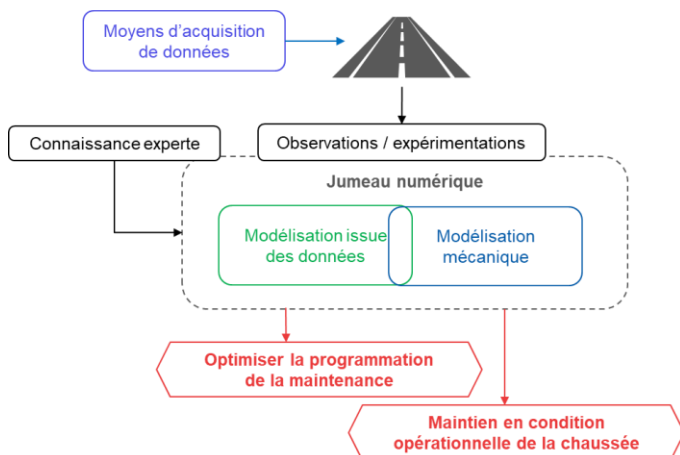 Moyens d'acquisition
de données
Connaissance experte
Observations / expérimentations
Jumeau numérique
Modélisation issue
des données
Modélisation
mécanique
Optimiser la programmation
de la maintenance
Maintien en condition
opérationnelle de la chaussée